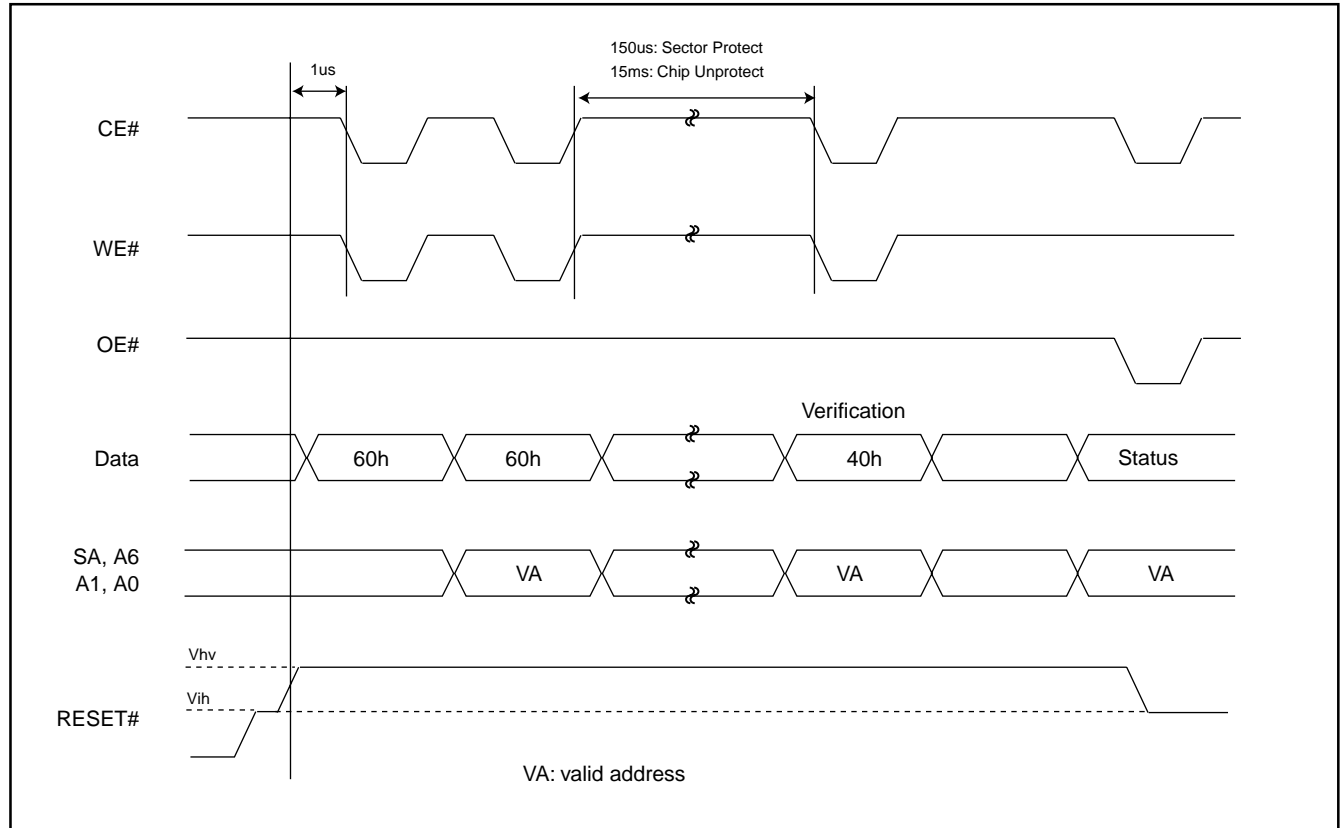 150us: Sector Protect
15ms: Chip Unprotect
1us
CE#
WE#
OE#
Verification
Data
60h
60h
40h
Status
SA, A6
A1, A0
VA
VA
VA
Vhv
Vih
RESET#
VA: valid address